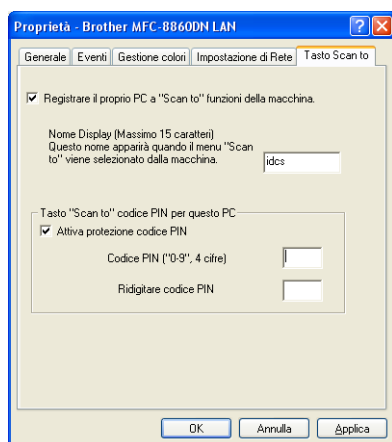 Proprietà - Brother MFC-8860DN LAN
Generale Eventi Gestione colori Impostazione di Rete Tasto Scan to
Registrare il proprio PC a "Scan to" funzioni della macchina.
Nome Display (Massimo 15 caratteri)
Questo nome apparirà quando il menu "Scan
to" viene selezionato dalla macchina.
idcs
Tasto "Scan to" codice PIN per questo PC
Attiva protezione codice PIN
Codice PIN ("0-9", 4 cifre)
Ridigitare codice PIN
OK Annulla Applica